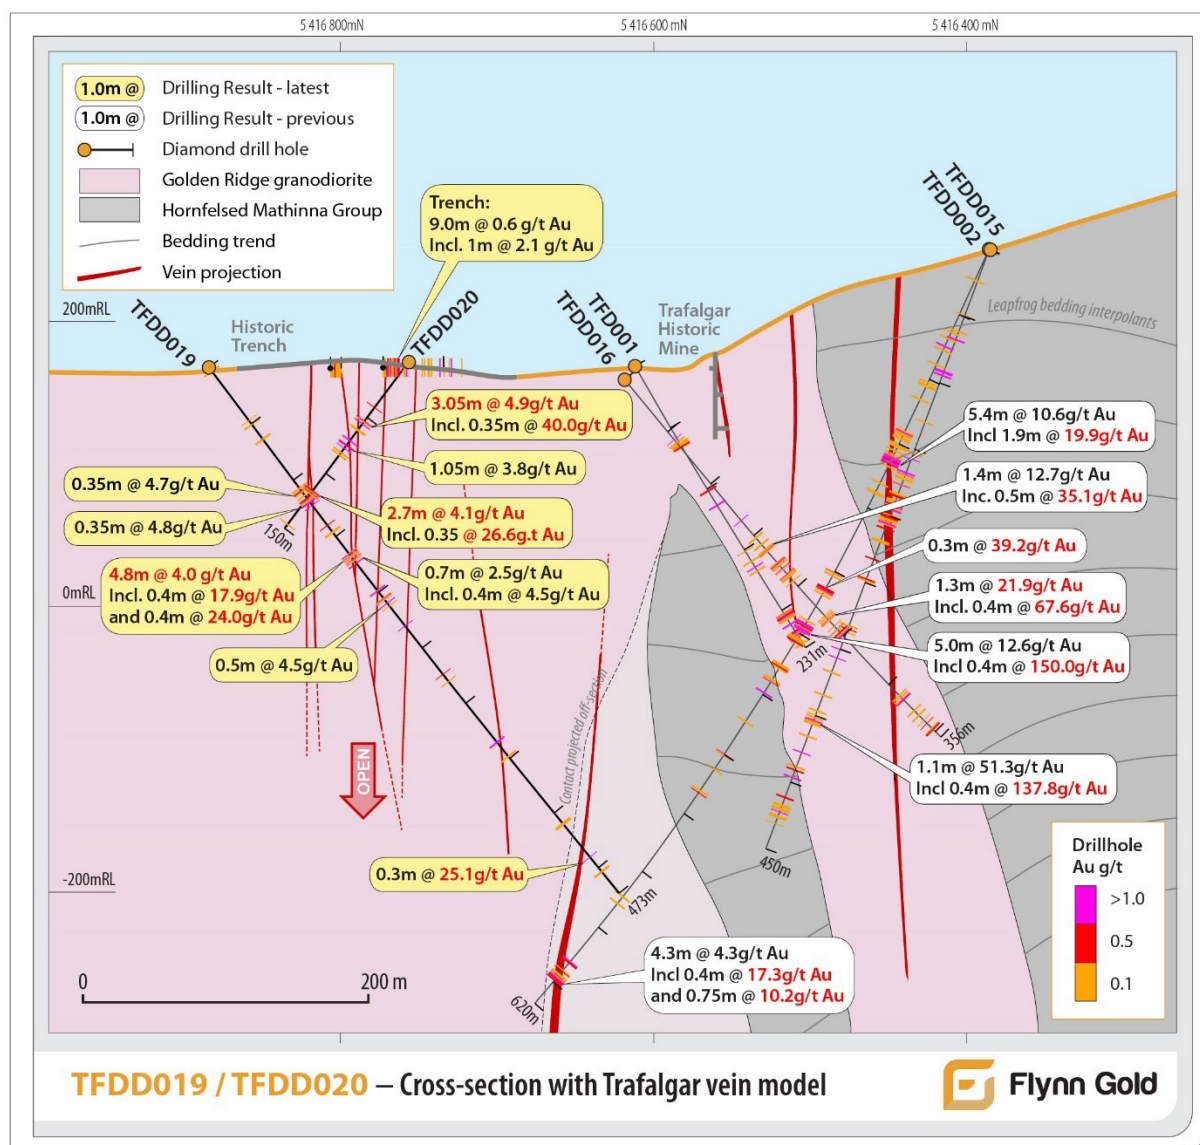 5 416 800mN
5 416 600 mN
5 416 400 mN
1.0m @ Drilling Result - latest
1.0m @ Drilling Result - previous
Diamond drill hole
Golden Ridge granodiorite
Hornfelsed Mathinna Group
Bedding trend
Vein projection
Trench:
9.0m @ 0.6 g/t Au
Incl. 1m @ 2.1 g/t Au
TFDD015
TFDD002
200mRL
TFDD019
Historic
Trench
TFDD020
TFD001
TFDD016
Trafalgar
Historic
Mine
Leapfrog bedding interpolants
3.05m @ 4.9g/t Au
Incl. 0.35m @ 40.0g/t Au
5.4m @ 10.6g/t Au
Incl 1.9m @ 19.9g/t Au
1.05m @ 3.8g/t Au
1.4m @ 12.7g/t Au
Inc. 0.5m @ 35.1g/t Au
0.35m @ 4.7g/t Au
0.35m @ 4.8g/t Au
150m
2.7m @ 4.1g/t Au
Incl. 0.35 @ 26.6g.t Au
0.3m @ 39.2g/t Au
4.8m @ 4.0 g/t Au
Incl. 0.4m @ 17.9g/t Au
and 0.4m @ 24.0g/t Au
0.7m @ 2.5g/t Au
Incl. 0.4m @ 4.5g/t Au
1.3m @ 21.9g/t Au
Incl. 0.4m @ 67.6g/t Au
0mRL
0.5m @ 4.5g/t Au
231m
5.0m @ 12.6g/t Au
Incl 0.4m @ 150.0g/t Au
356m
Contact projected off-section
OPEN
1.1m @ 51.3g/t Au
Incl 0.4m @ 137.8g/t Au
450m
0.3m @ 25.1g/t Au
-200mRL
473m
Drillhole
Au g/t
>1.0
0.5
0.1
4.3m @ 4.3g/t Au
Incl 0.4m @ 17.3g/t Au
and 0.75m @ 10.2g/t Au
620m
0 200 m
TFDD019 / TFDD020 – Cross-section with Trafalgar vein model
Flynn Gold